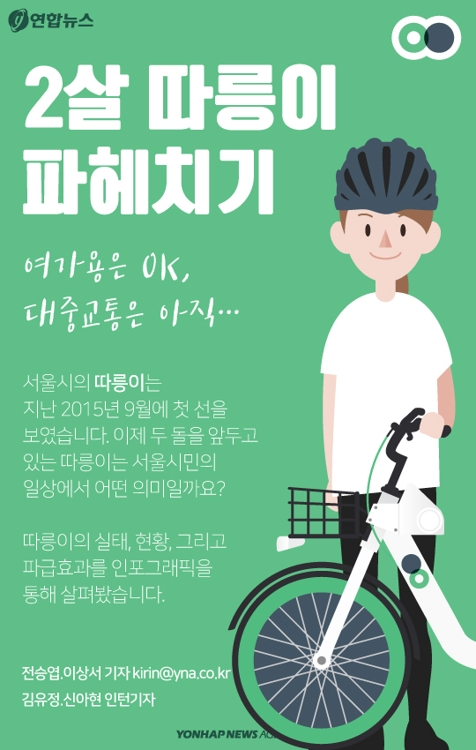 연합뉴스
2살 따릉이
파헤치기
여가용은 OK,
대중교통은 아직…
서울시의 따릉이는
지난 2015년 9월에 첫 선을
보였습니다. 이제 두 돌을 앞두고
있는 따릉이는 서울시민의
일상에서 어떤 의미일까요?
따릉이의 실태, 현황, 그리고
파급효과를 인포그래픽을
통해 살펴봤습니다.
전승엽.이상서 기자 kirin@yna.co.kr
김유정.신아현 인턴기자
YONHAP NEWS